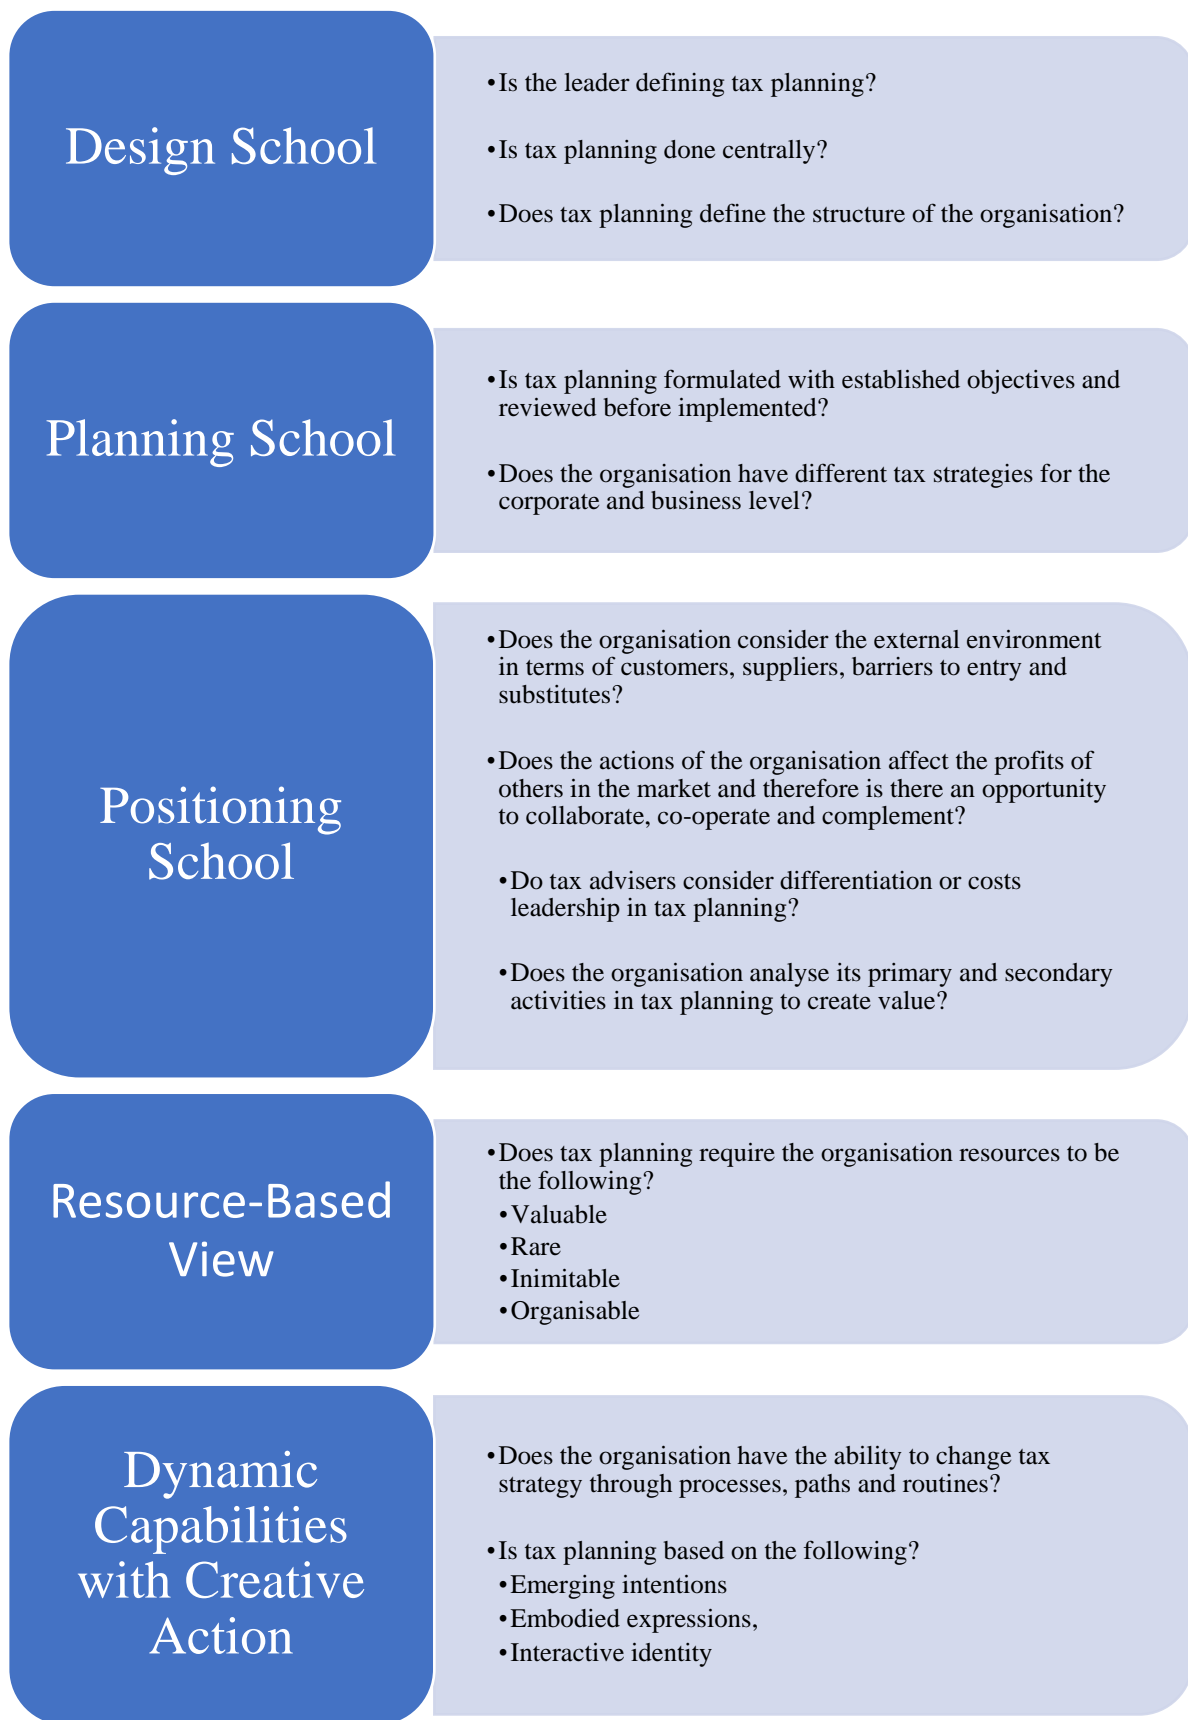 Design School
•Is the leader defining tax planning?
•Is tax planning done centrally?
•Does tax planning define the structure of the organisation?
Planning School
•Is tax planning formulated with established objectives and
reviewed before implemented?
•Does the organisation have different tax strategies for the
corporate and business level?
Positioning
School
•Does the organisation consider the external environment
in terms of customers, suppliers, barriers to entry and
substitutes?
•Does the actions of the organisation affect the profits of
others in the market and therefore is there an opportunity
to collaborate, co-operate and complement?
•Do tax advisers consider differentiation or costs
leadership in tax planning?
•Does the organisation analyse its primary and secondary
activities in tax planning to create value?
Resource-Based
View
•Does tax planning require the organisation resources to be
the following?
•Valuable
•Rare
•Inimitable
•Organisable
Dynamic
Capabilities
with Creative
Action
•Does the organisation have the ability to change tax
strategy through processes, paths and routines?
•Is tax planning based on the following?
•Emerging intentions
•Embodied expressions,
•Interactive identity